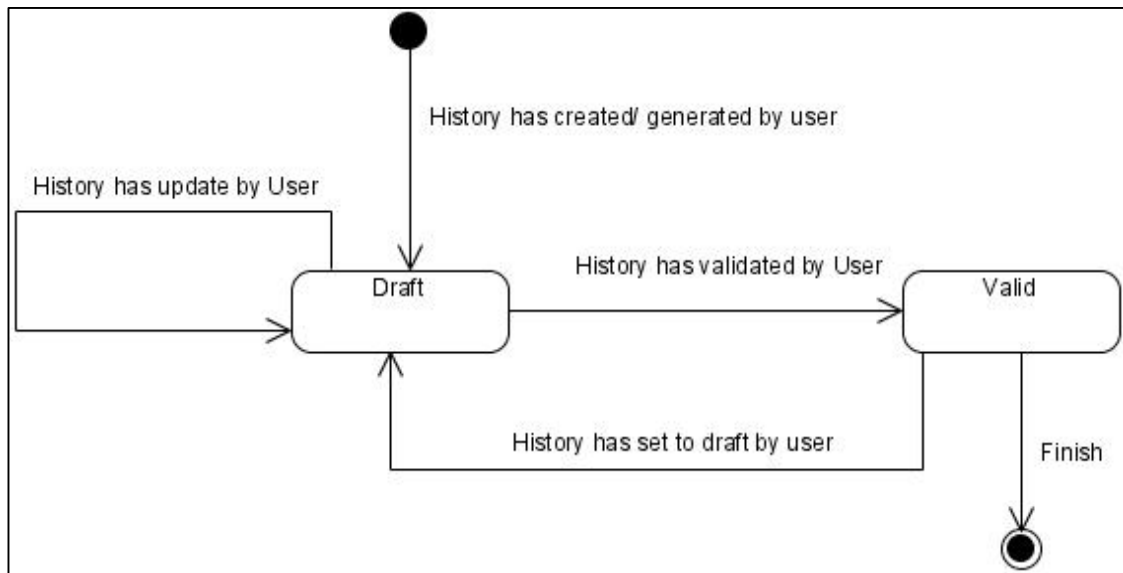 History has created/ generated by user
History has update by User
History has validated by User
Draft
Valid
History has set to draft by user
Finish